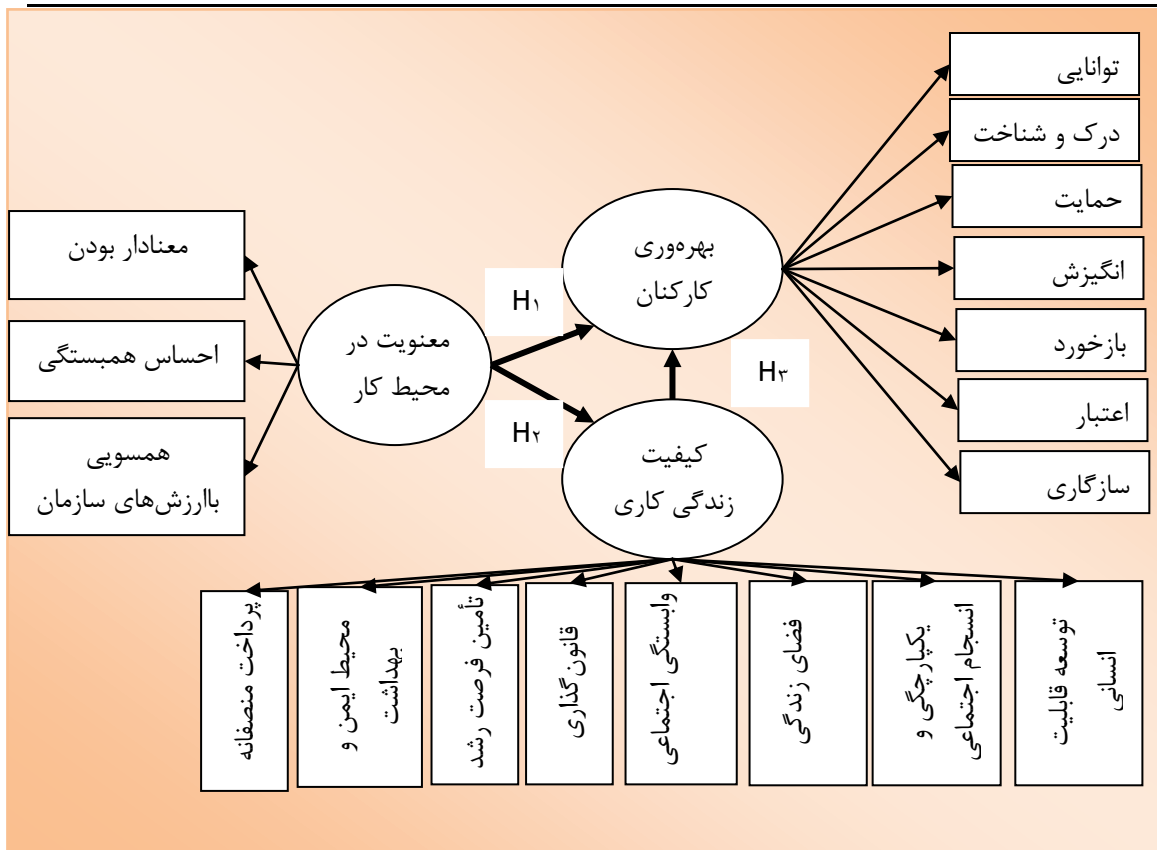 توانایی
درک و شناخت
حمایت
انگیزش
بازخورد
اعتبار
سازگاری
بهره‌وری
کارکنان
H۱
H۲
H۳
معنویت در
محیط کار
معنادار بودن
احساس همبستگی
همسویی
باارزش‌های سازمان
کیفیت
زندگی کاری
توسعه قابلیت
انسانی
یکپارچگی و
انسجام اجتماعی
فضای زندگی
وابستگی اجتماعی
قانون‌گذاری
تأمین فرصت رشد
محیط ایمن و
بهداشت
پرداخت منصفانه